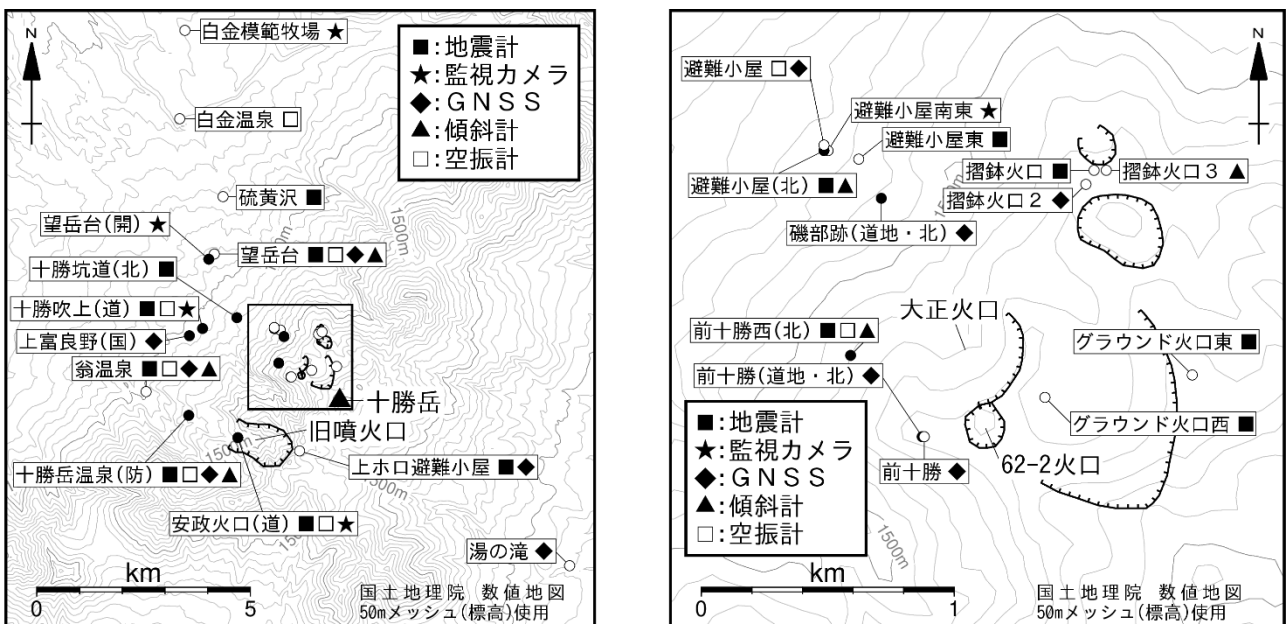 N
白金模範牧場 ★
■:地震計
★:監視カメラ
◆:GNSS
▲:傾斜計
□:空振計
白金温泉 □
硫黄沢 ■
1500m
望岳台(開) ★
望岳台 ■□◆▲
十勝坑道(北) ■
十勝吹上(道) ■□★
上富良野(国) ◆
翁温泉 ■□◆▲
十勝岳
旧噴火口
1500m
上ホロ避難小屋 ■◆
十勝岳温泉(防) ■□◆▲
安政火口(道) ■□★
湯の滝 ◆
km
0 5
国土地理院 数値地図
50mメッシュ(標高)使用
N
避難小屋 □◆
避難小屋南東 ★
避難小屋東 ■
摺鉢火口 ■
摺鉢火口3 ▲
避難小屋(北) ■▲
摺鉢火口2 ◆
1500m
磯部跡(道地・北) ◆
大正火口
前十勝西(北) ■□▲
グラウンド火口東 ■
前十勝(道地・北) ◆
グラウンド火口西 ■
■:地震計
★:監視カメラ
◆:GNSS
▲:傾斜計
□:空振計
62-2火口
前十勝 ◆
1500m
km
0 1
国土地理院 数値地図
50mメッシュ(標高)使用